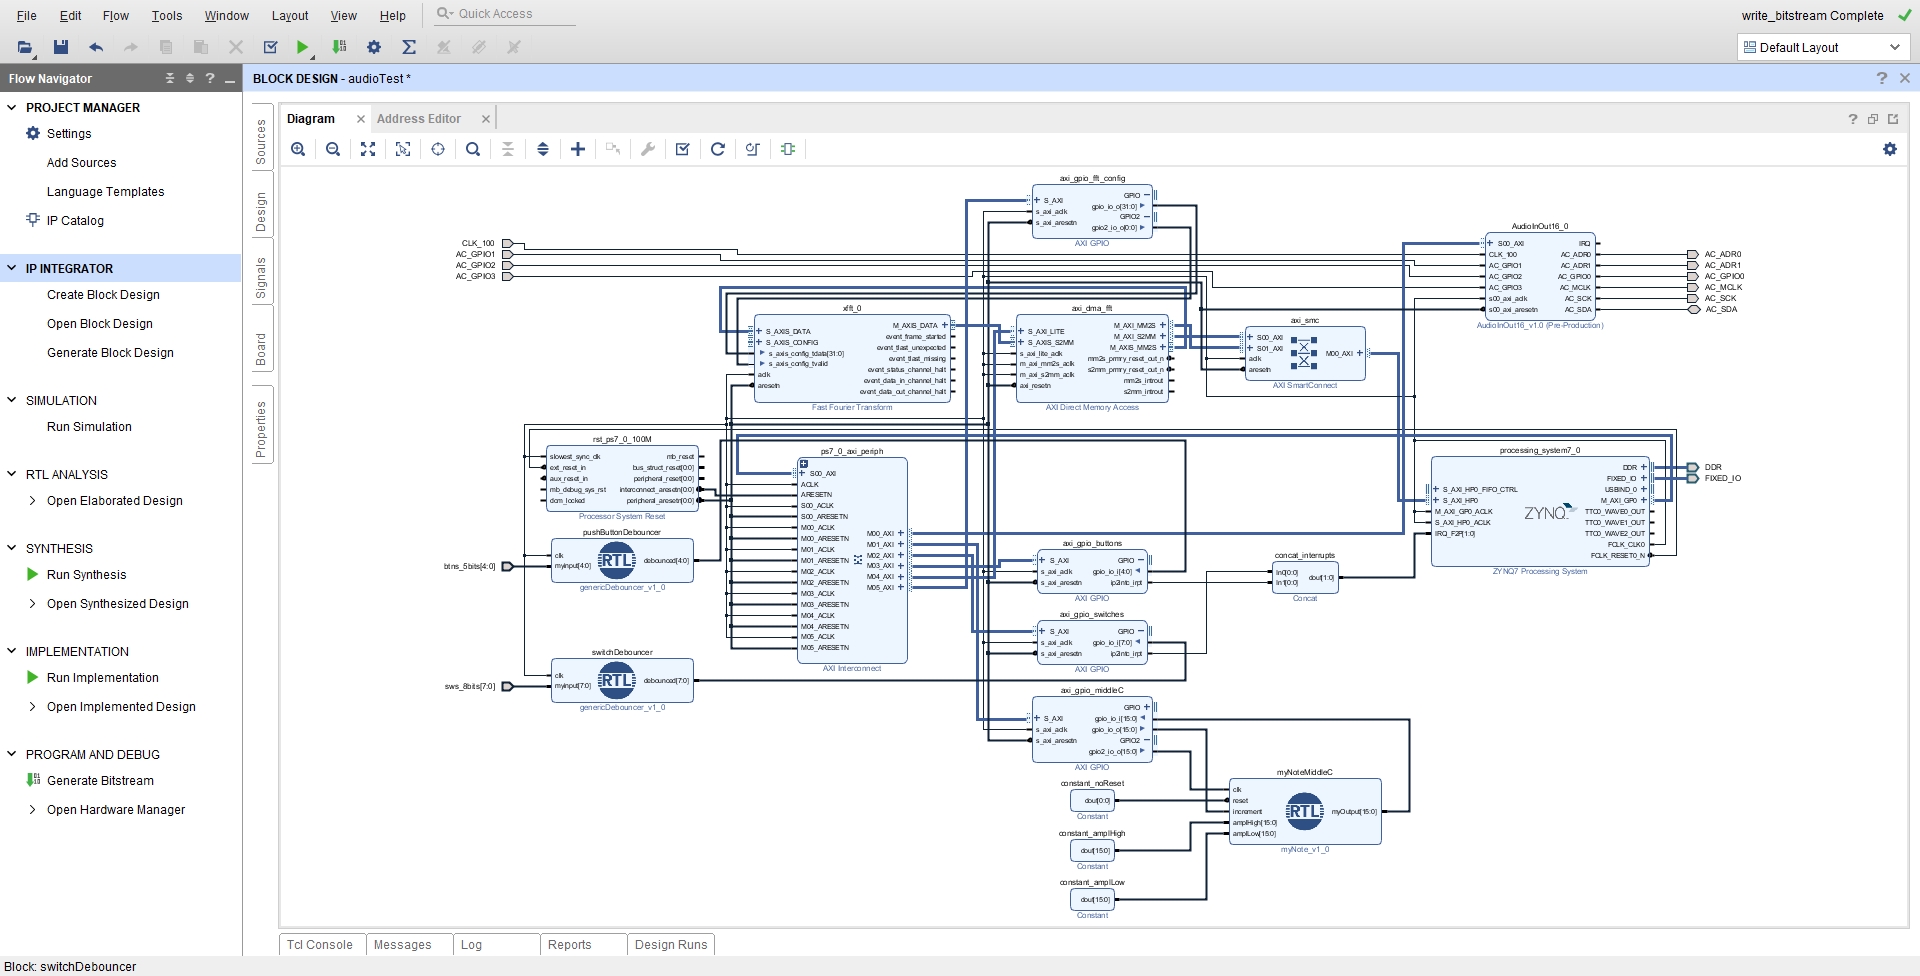 File Edit Flow Tools Window Layout View Help Quick Access
write_bitstream Complete
Default Layout
Flow Navigator
BLOCK DESIGN - audioTest *
PROJECT MANAGER
Settings
Add Sources
Language Templates
IP Catalog
IP INTEGRATOR
Create Block Design
Open Block Design
Generate Block Design
SIMULATION
Run Simulation
RTL ANALYSIS
Open Elaborated Design
SYNTHESIS
Run Synthesis
Open Synthesized Design
IMPLEMENTATION
Run Implementation
Open Implemented Design
PROGRAM AND DEBUG
Generate Bitstream
Open Hardware Manager
Sources
Design
Signals
Board
Properties
Diagram
Address Editor
axi_gpio_fft_config
S_AXI
s_axi_aclk
s_axi_aresetn
GPIO
gpio_io_o[31:0]
GPIO2
gpio2_io_o[0:0]
AXI GPIO
CLK_100
AC_GPIO1
AC_GPIO2
AC_GPIO3
AudioInOut16_0
S00_AXI
CLK_100
AC_GPIO1
AC_GPIO2
AC_GPIO3
s00_axi_aclk
s00_axi_aresetn
IRQ
AC_ADR0
AC_ADR1
AC_GPIO0
AC_MCLK
AC_SCK
AC_SDA
AudioInOut16_v1.0 (Pre-Production)
AC_ADR0
AC_ADR1
AC_GPIO0
AC_MCLK
AC_SCK
AC_SDA
xfft_0
S_AXIS_DATA
S_AXIS_CONFIG
s_axis_config_tdata[31:0]
s_axis_config_tvalid
aclk
aresetn
M_AXIS_DATA
event_frame_started
event_tlast_unexpected
event_tlast_missing
event_status_channel_halt
event_data_in_channel_halt
event_data_out_channel_halt
Fast Fourier Transform
axi_dma_fft
S_AXI_LITE
S_AXIS_S2MM
s_axi_lite_aclk
m_axi_mm2s_aclk
m_axi_s2mm_aclk
axi_resetn
M_AXI_MM2S
M_AXI_S2MM
M_AXIS_MM2S
mm2s_prmry_reset_out_n
s2mm_prmry_reset_out_n
mm2s_introut
s2mm_introut
AXI Direct Memory Access
axi_smc
S00_AXI
S01_AXI
aclk
aresetn
M00_AXI
AXI SmartConnect
rst_ps7_0_100M
slowest_sync_clk
ext_reset_in
aux_reset_in
mb_debug_sys_rst
dcm_locked
mb_reset
bus_struct_reset[0:0]
peripheral_reset[0:0]
interconnect_aresetn[0:0]
peripheral_aresetn[0:0]
Processor System Reset
ps7_0_axi_periph
S00_AXI
ACLK
ARESETN
S00_ACLK
S00_ARESETN
M00_ACLK
M00_ARESETN
M01_ACLK
M01_ARESETN
M02_ACLK
M02_ARESETN
M03_ACLK
M03_ARESETN
M04_ACLK
M04_ARESETN
M05_ACLK
M05_ARESETN
M00_AXI
M01_AXI
M02_AXI
M03_AXI
M04_AXI
M05_AXI
AXI Interconnect
processing_system7_0
S_AXI_HP0_FIFO_CTRL
S_AXI_HP0
M_AXI_GP0_ACLK
S_AXI_HP0_ACLK
IRQ_F2P[1:0]
ZYNQ
DDR
FIXED_IO
USBIND_0
M_AXI_GP0
TTC0_WAVE0_OUT
TTC0_WAVE1_OUT
TTC0_WAVE2_OUT
FCLK_CLK0
FCLK_RESET0_N
ZYNQ7 Processing System
DDR
FIXED_IO
pushButtonDebouncer
btns_5bits[4:0]
clk
myInput[4:0]
RTL
debounced[4:0]
genericDebouncer_v1_0
axi_gpio_buttons
S_AXI
s_axi_aclk
s_axi_aresetn
GPIO
gpio_io_i[4:0]
ip2intc_irpt
AXI GPIO
concat_interrupts
In0[0:0]
In1[0:0]
dout[1:0]
Concat
axi_gpio_switches
S_AXI
s_axi_aclk
s_axi_aresetn
GPIO
gpio_io_i[7:0]
ip2intc_irpt
AXI GPIO
switchDebouncer
sws_8bits[7:0]
clk
myInput[7:0]
RTL
debounced[7:0]
genericDebouncer_v1_0
axi_gpio_middleC
S_AXI
s_axi_aclk
s_axi_aresetn
GPIO
gpio_io_i[15:0]
gpio_io_o[15:0]
GPIO2
gpio2_io_o[15:0]
AXI GPIO
constant_noReset
dout[0:0]
Constant
constant_amplHigh
dout[15:0]
Constant
constant_amplLow
dout[15:0]
Constant
myNoteMiddleC
clk
reset
increment
amplHigh[15:0]
amplLow[15:0]
RTL
myOutput[15:0]
myNote_v1_0
Tcl Console Messages Log Reports Design Runs
Block: switchDebouncer